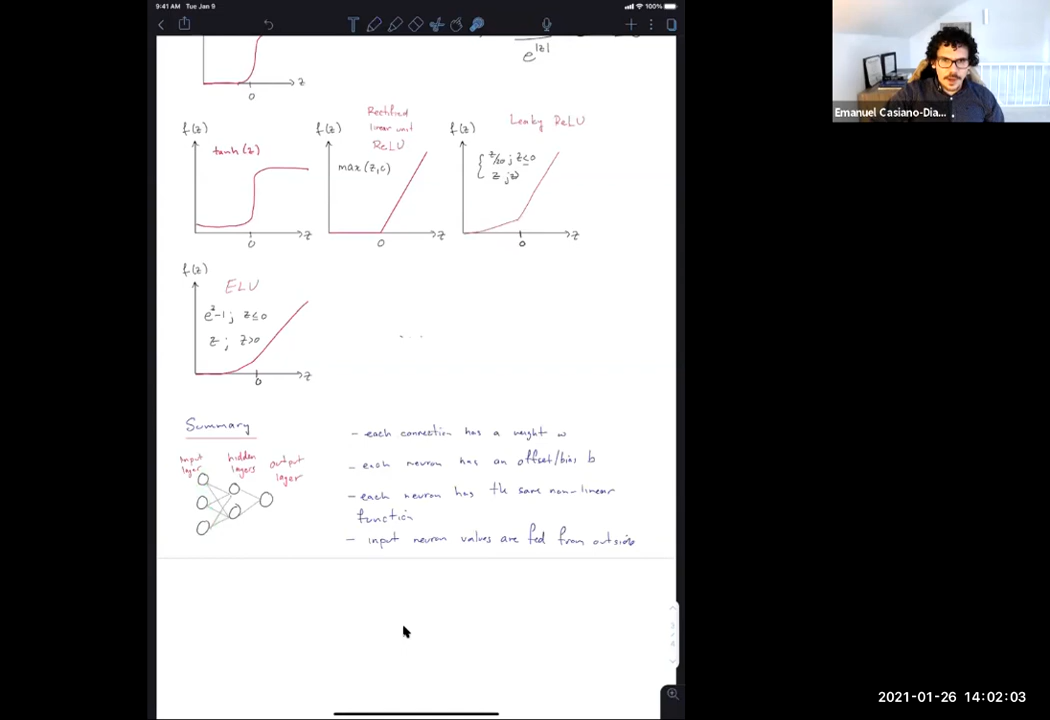 9:41 AM Tue Jan 9
100%
e^|z|
z
0
f(z)
tanh(z)
z
0
f(z)
Rectified
linear unit
ReLU
max(z,0)
z
0
f(z)
Leaky ReLU
z ≤ 0
z ;
z
0
f(z)
ELU
e^z-1; z≤0
z ; z>0
z
0
...
Summary
input
layer
hidden
layers
output
layer
- each connection has a weight w
- each neuron has an offset/bias b
- each neuron has the same non-linear
function
- input neuron values are fed from outside
Emanuel Casiano-Dia...
2021-01-26 14:02:03